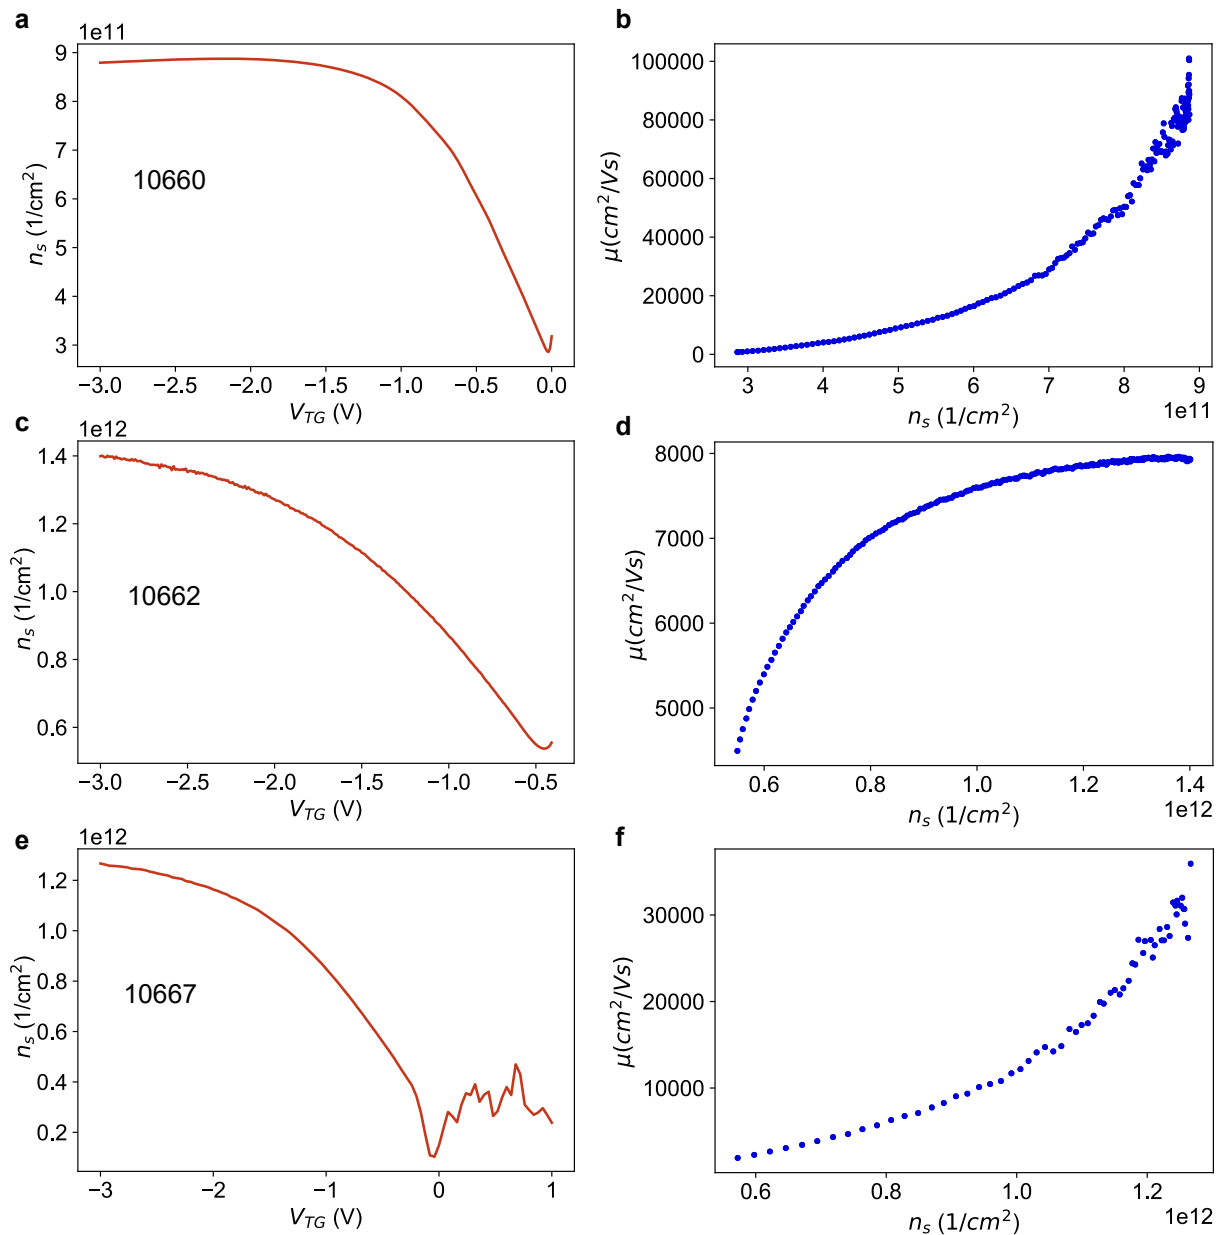 a
1e11
9
8
7
6
5
4
3
n_s (1/cm²)
10660
−3.0 −2.5 −2.0 −1.5 −1.0 −0.5 0.0
V_TG (V)
b
100000
80000
60000
40000
20000
0
μ(cm²/Vs)
3 4 5 6 7 8 9
1e11
n_s (1/cm²)
c
1e12
1.4
1.2
1.0
0.8
0.6
n_s (1/cm²)
10662
−3.0 −2.5 −2.0 −1.5 −1.0 −0.5
V_TG (V)
d
8000
7000
6000
5000
μ(cm²/Vs)
0.6 0.8 1.0 1.2 1.4
1e12
n_s (1/cm²)
e
1e12
1.2
1.0
0.8
0.6
0.4
0.2
n_s (1/cm²)
10667
−3 −2 −1 0 1
V_TG (V)
f
30000
20000
10000
μ(cm²/Vs)
0.6 0.8 1.0 1.2
1e12
n_s (1/cm²)